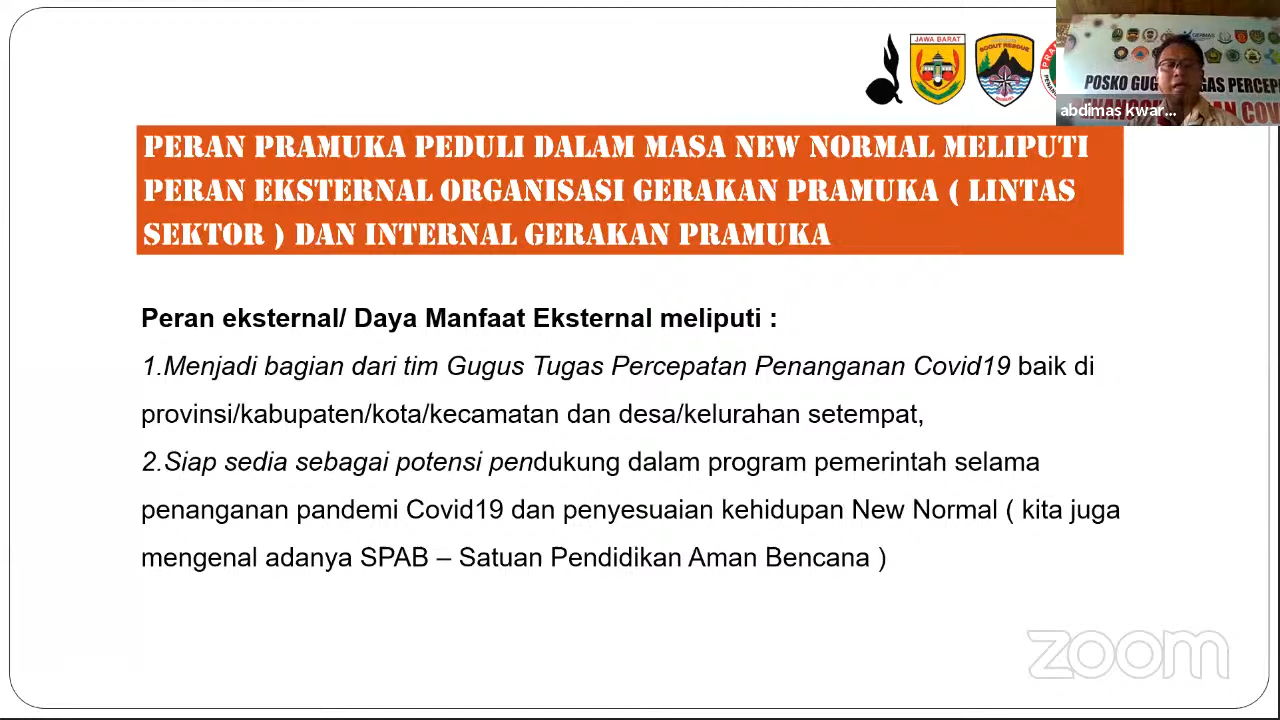 JAWA BARAT
SCOUT RESCUE
POSKO GUGUS TUGAS PERCEP
abdimas kwar...
PERAN PRAMUKA PEDULI DALAM MASA NEW NORMAL MELIPUTI
PERAN EKSTERNAL ORGANISASI GERAKAN PRAMUKA ( LINTAS
SEKTOR ) DAN INTERNAL GERAKAN PRAMUKA
Peran eksternal/ Daya Manfaat Eksternal meliputi :
1.Menjadi bagian dari tim Gugus Tugas Percepatan Penanganan Covid19 baik di
provinsi/kabupaten/kota/kecamatan dan desa/kelurahan setempat,
2.Siap sedia sebagai potensi pendukung dalam program pemerintah selama
penanganan pandemi Covid19 dan penyesuaian kehidupan New Normal ( kita juga
mengenal adanya SPAB – Satuan Pendidikan Aman Bencana )
zoom